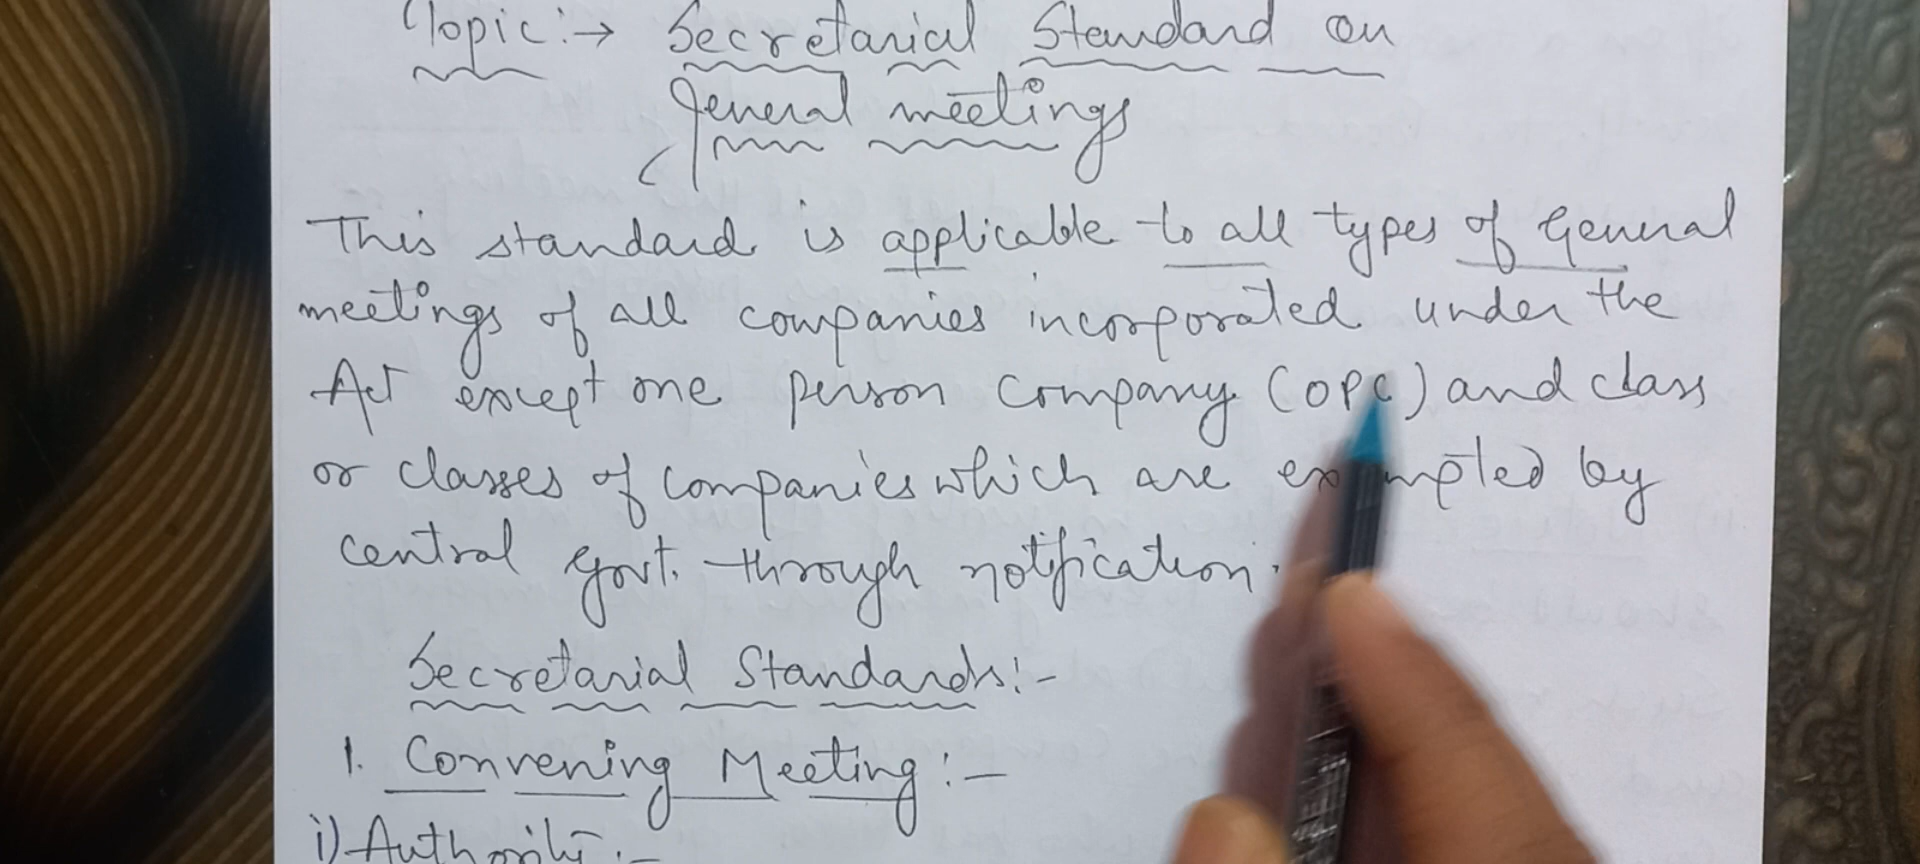 Topic:→ Secretarial Standard on
General meetings
This standard is applicable to all types of General
meetings of all companies incorporated under the
Act except one person company (OPC) and class
or classes of companies which are exempted by
central govt. through notification.
Secretarial Standards:-
1. Convening Meeting:-
i) Authority:-